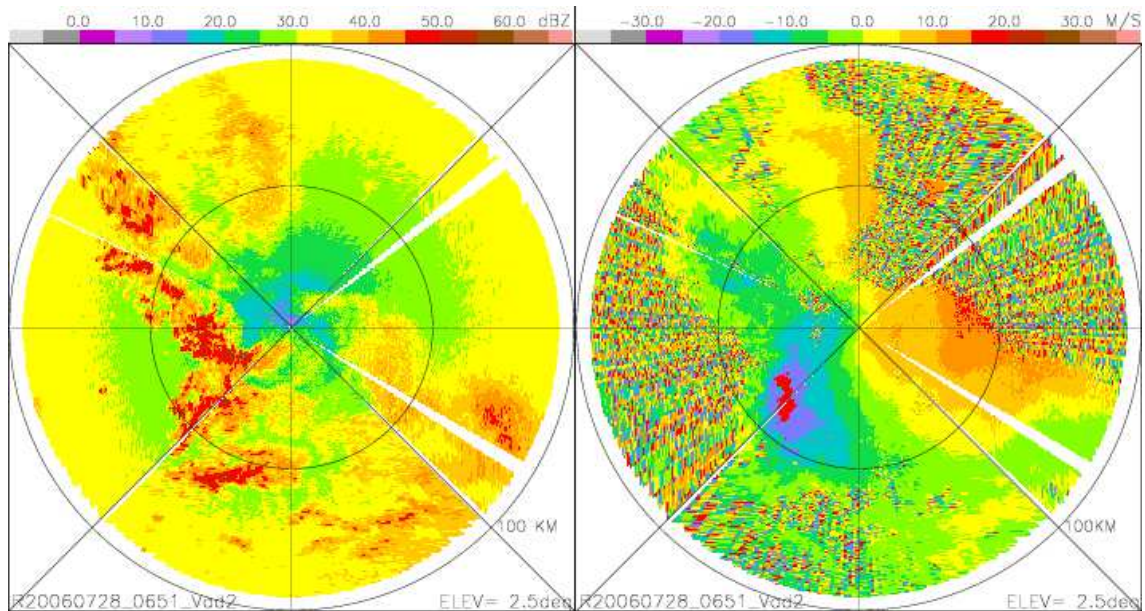 0.0 10.0 20.0 30.0 40.0 50.0 60.0 dBZ
-30.0 -20.0 -10.0 0.0 10.0 20.0 30.0 M/S
100 KM
100KM
R20060728_0651_Vad2 ELEV= 2.5deg
R20060728_0651_Vad2 ELEV= 2.5deg